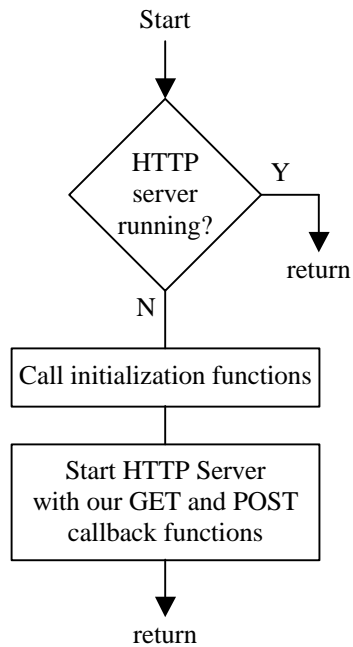 Start
HTTP
server
running?
Y
return
N
Call initialization functions
Start HTTP Server
with our GET and POST
callback functions
return